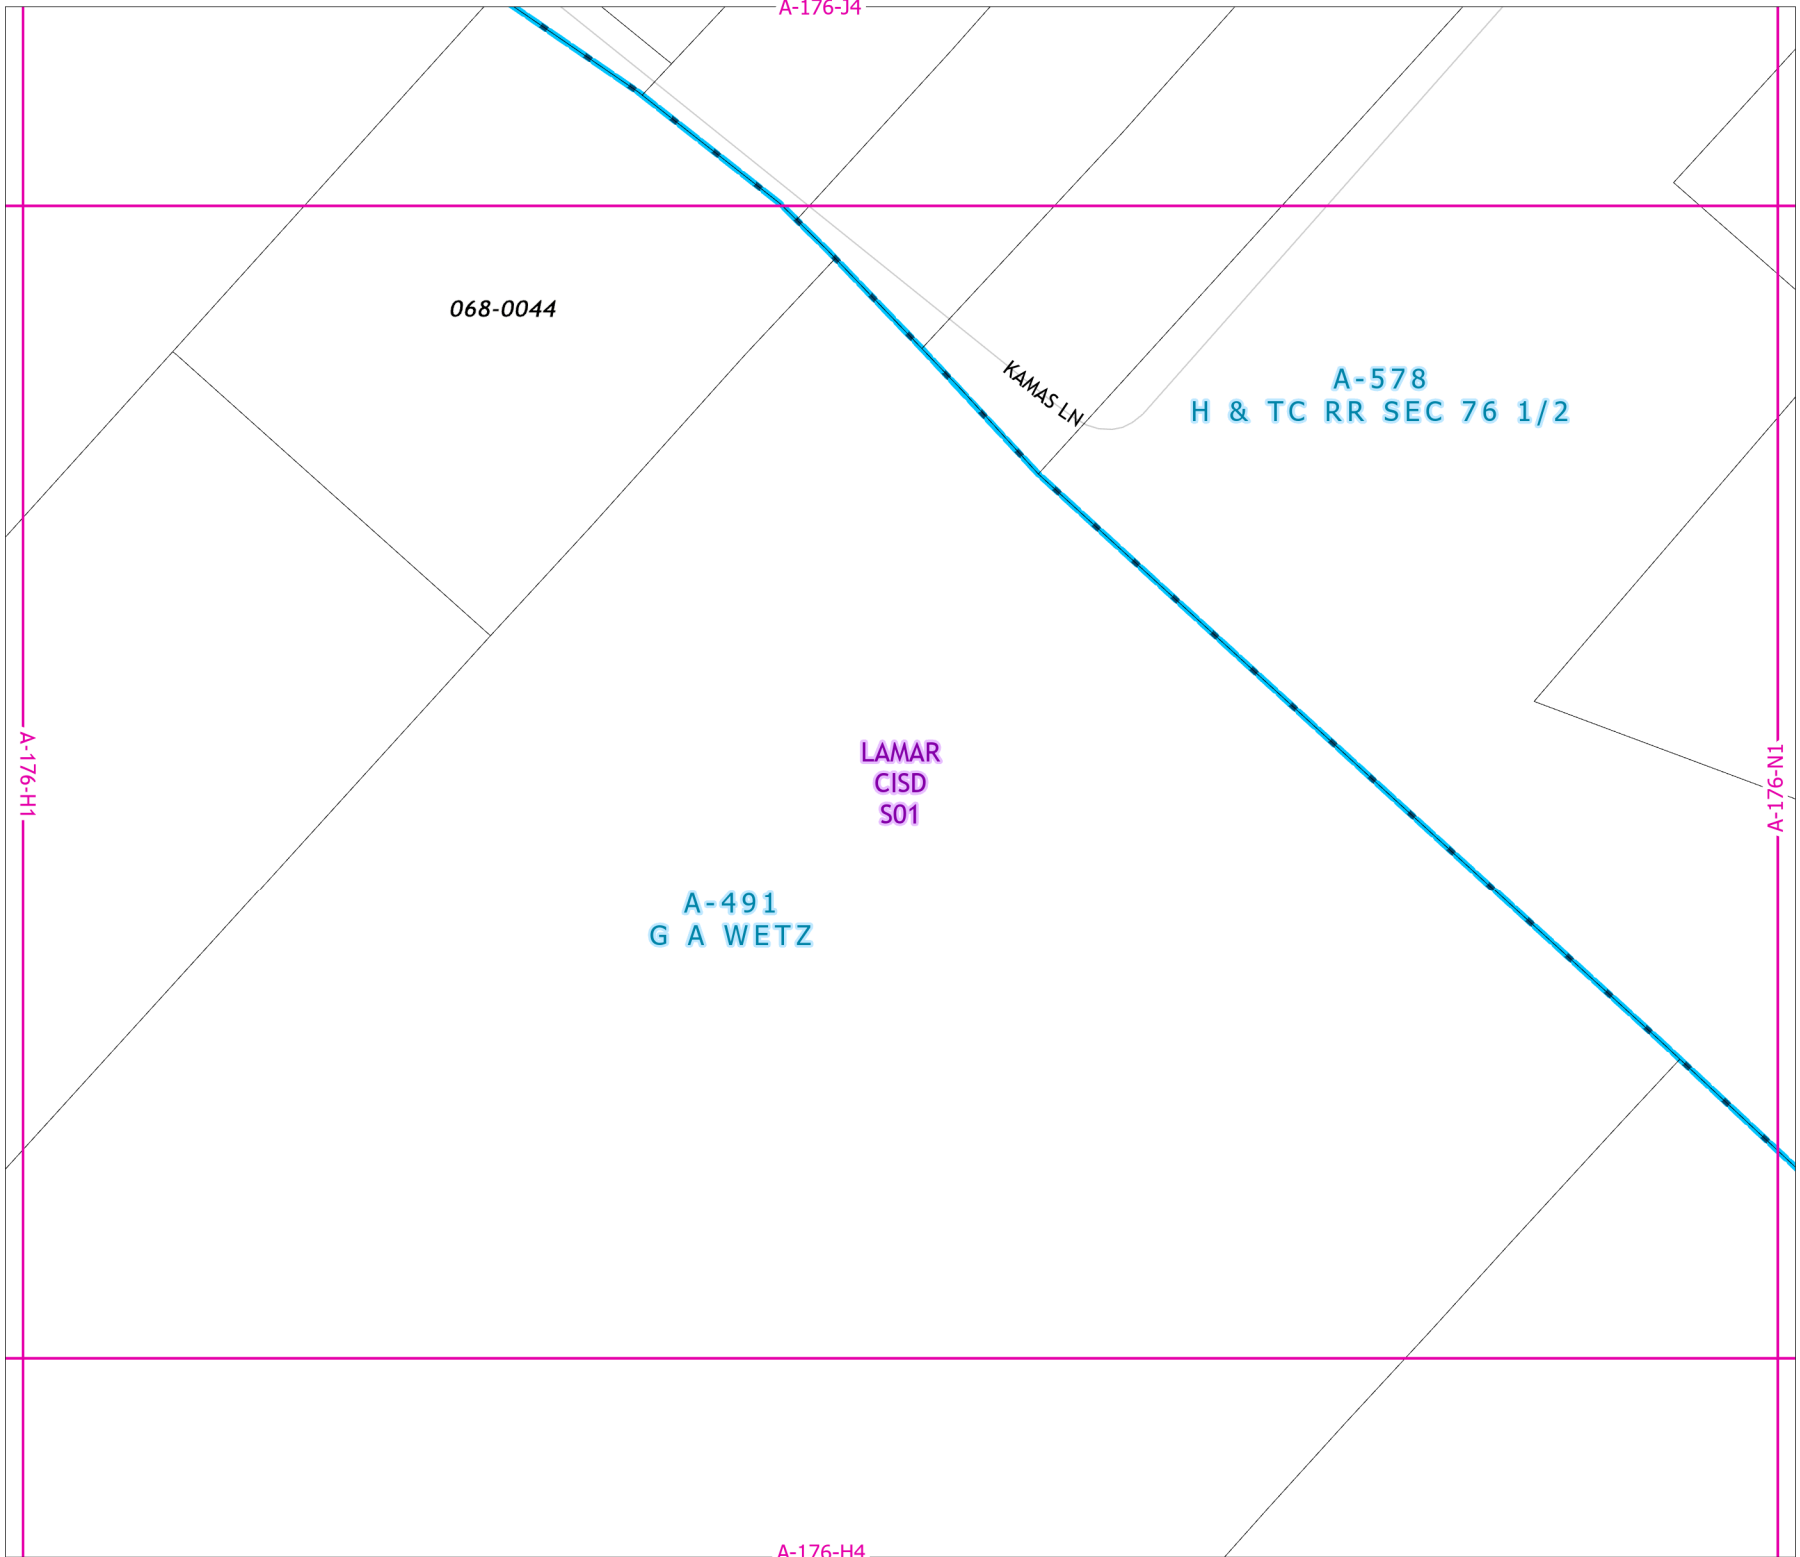 A-176-J4
068-0044
KAMAS LN
A-578
H & TC RR SEC 76 1/2
A-176-H1
LAMAR
CISD
S01
A-176-N1
A-491
G A WETZ
A-176-H4